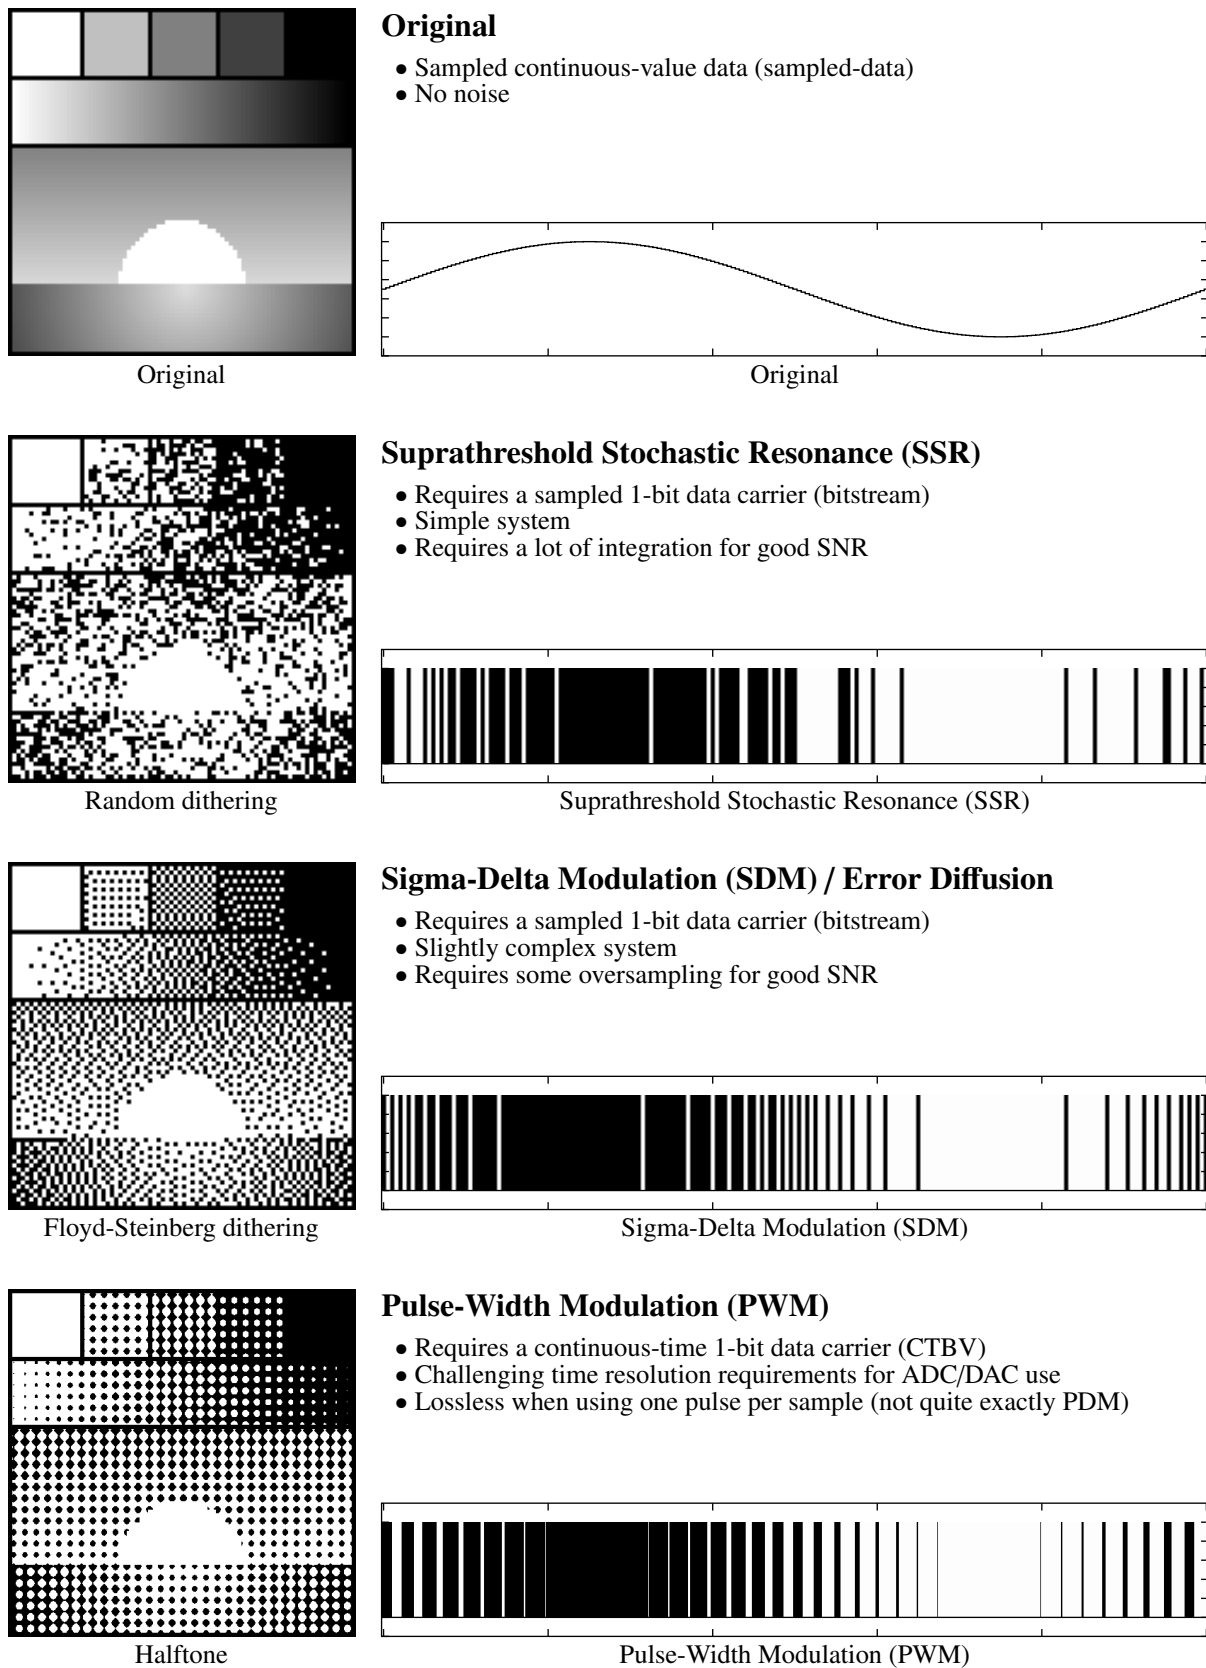 Original
• Sampled continuous-value data (sampled-data)
• No noise
Original
Original
Suprathreshold Stochastic Resonance (SSR)
• Requires a sampled 1-bit data carrier (bitstream)
• Simple system
• Requires a lot of integration for good SNR
Random dithering
Suprathreshold Stochastic Resonance (SSR)
Sigma-Delta Modulation (SDM) / Error Diffusion
• Requires a sampled 1-bit data carrier (bitstream)
• Slightly complex system
• Requires some oversampling for good SNR
Floyd-Steinberg dithering
Sigma-Delta Modulation (SDM)
Pulse-Width Modulation (PWM)
• Requires a continuous-time 1-bit data carrier (CTBV)
• Challenging time resolution requirements for ADC/DAC use
• Lossless when using one pulse per sample (not quite exactly PDM)
Halftone
Pulse-Width Modulation (PWM)